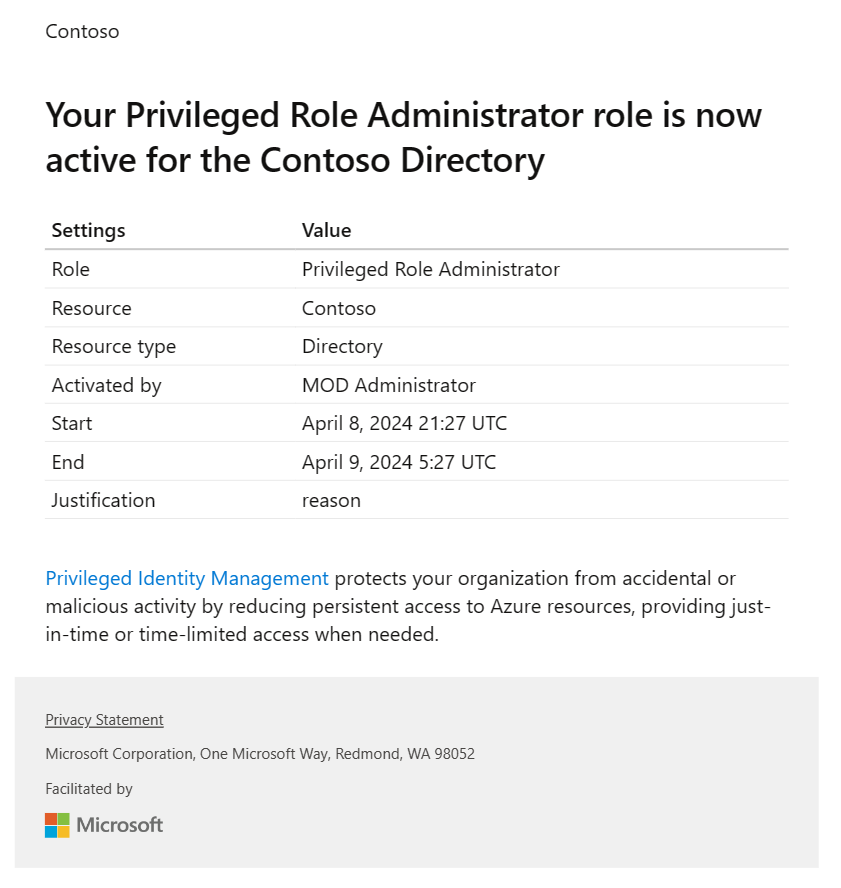 Contoso
Your Privileged Role Administrator role is now
active for the Contoso Directory
Settings Value
Role Privileged Role Administrator
Resource Contoso
Resource type Directory
Activated by MOD Administrator
Start April 8, 2024 21:27 UTC
End April 9, 2024 5:27 UTC
Justification reason
Privileged Identity Management protects your organization from accidental or
malicious activity by reducing persistent access to Azure resources, providing just-
in-time or time-limited access when needed.
Privacy Statement
Microsoft Corporation, One Microsoft Way, Redmond, WA 98052
Facilitated by
Microsoft